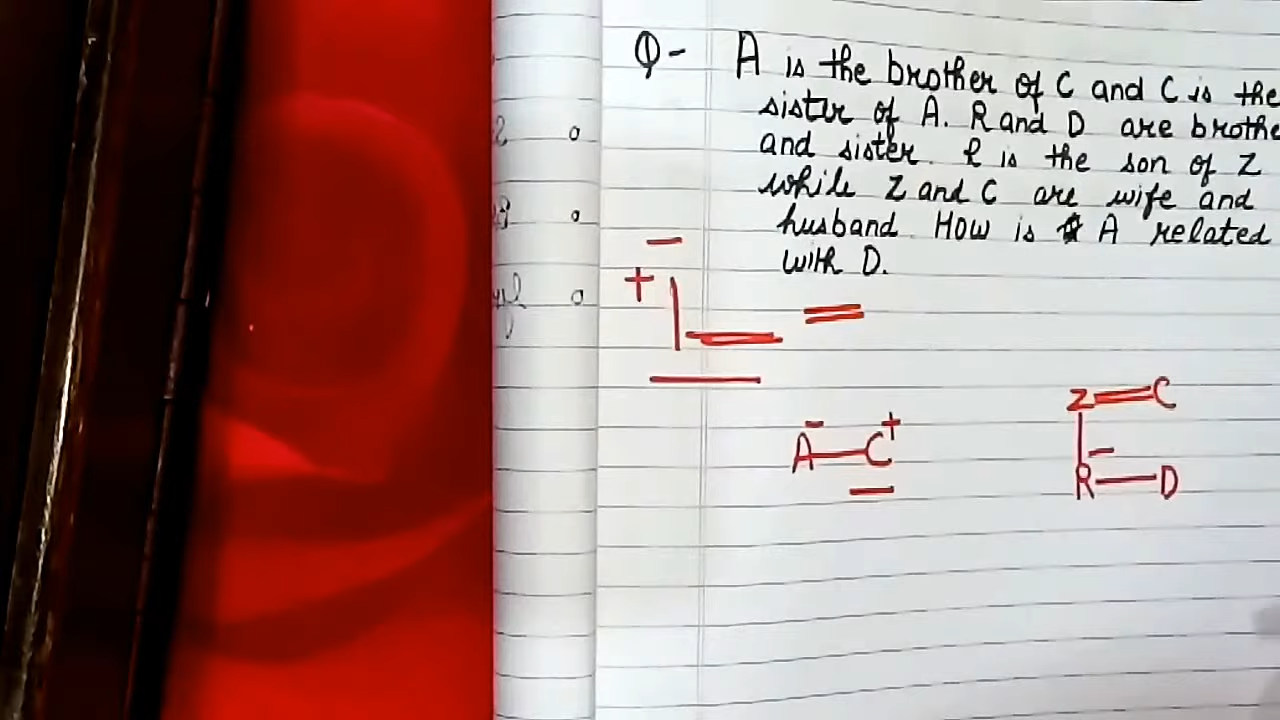 Q- A is the brother of C and C is the
sister of A. R and D are brothe
and sister. R is the son of Z
while Z and C are wife and
husband. How is A related
with D.
-
+
=
Z=C
- +
A-C
-
R-D